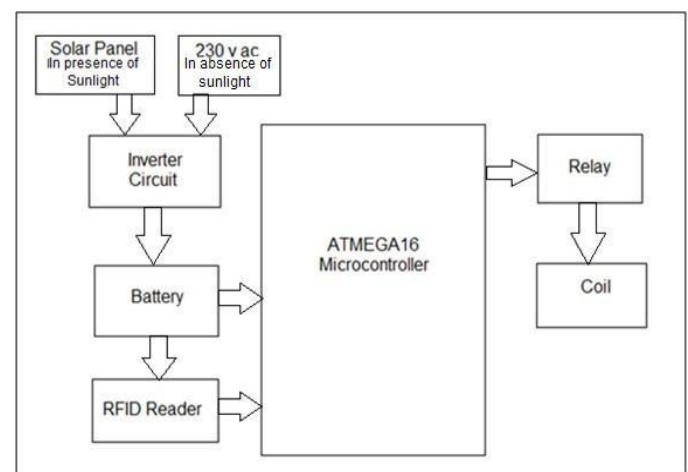 Solar Panel
IIn presence of
Sunlight
230 v ac
In absence of
sunlight
Inverter
Circuit
Battery
RFID Reader
ATMEGA16
Microcontroller
Relay
Coil